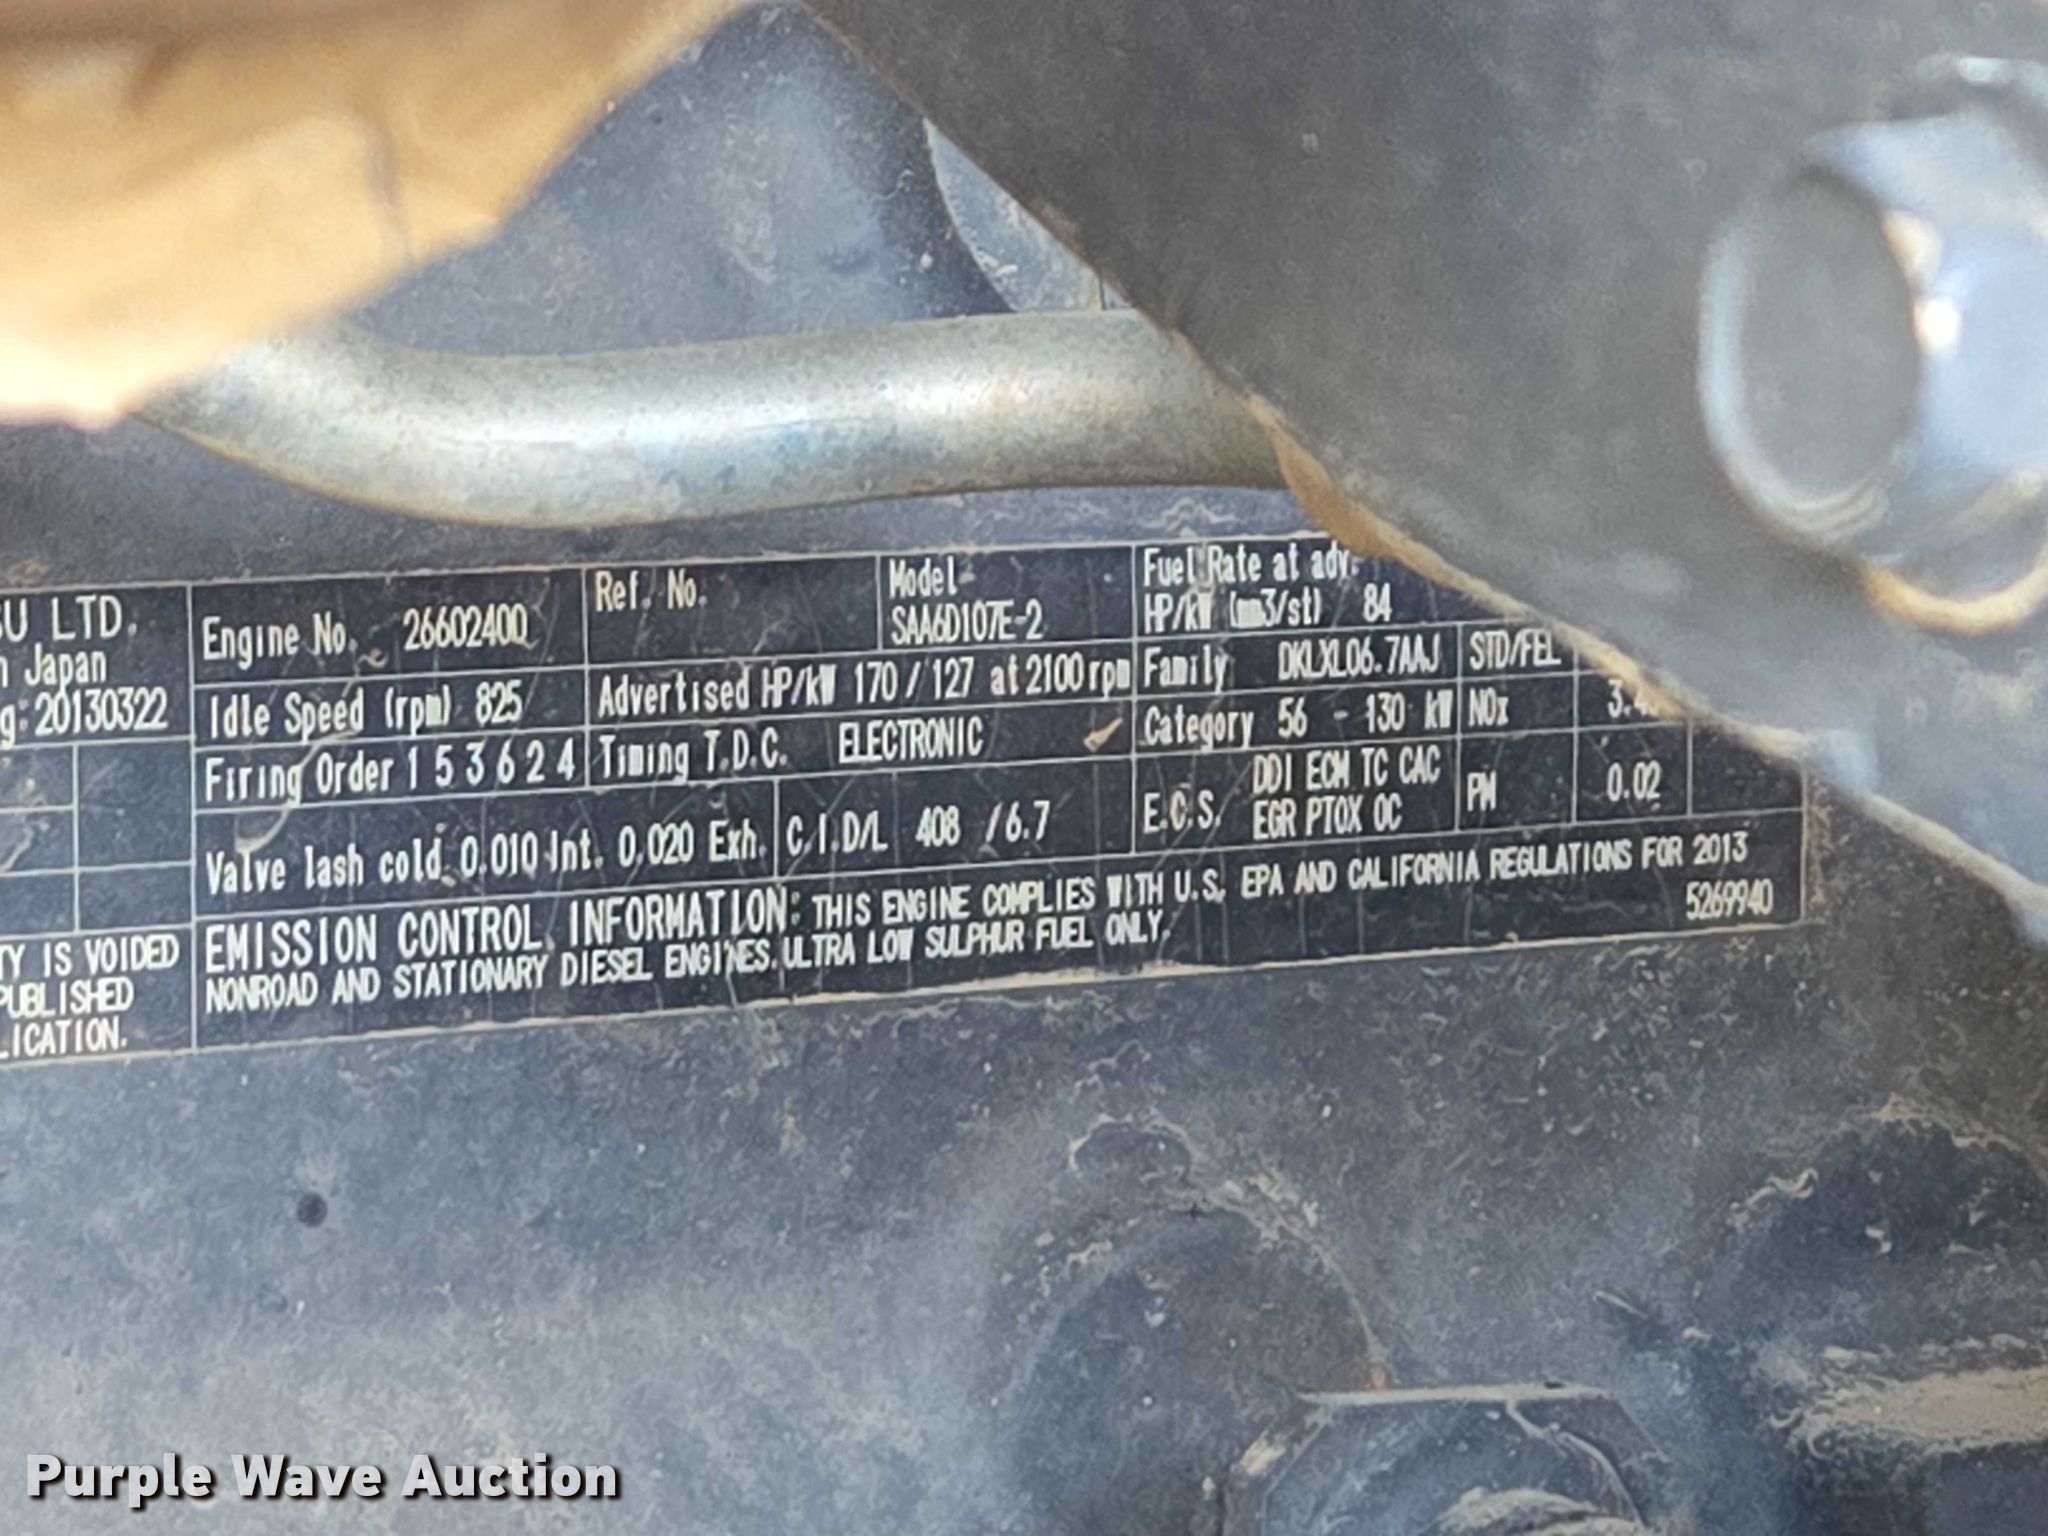 SU LTD.
n Japan
g:20130322
TY IS VOIDED
PUBLISHED
LICATION.
Engine No. 26602400
Ref. No.
Model
SAA6D107E-2
Fuel Rate at adv.
HP/kW (mm3/st) 84
Idle Speed (rpm) 825
Advertised HP/kW 170 / 127 at 2100 rpm
Family DKLXL06.7AAJ
STD/FEL
Firing Order 1 5 3 6 2 4
Timing T.D.C. ELECTRONIC
Category 56 - 130 kW
NOx
Valve lash cold 0.010 Int. 0.020 Exh.
C.I.D/L 408 / 6.7
E.C.S. DDI ECM TC CAC
EGR PTOX OC
PM 0.02
EMISSION CONTROL INFORMATION: THIS ENGINE COMPLIES WITH U.S. EPA AND CALIFORNIA REGULATIONS FOR 2013
NONROAD AND STATIONARY DIESEL ENGINES. ULTRA LOW SULPHUR FUEL ONLY.
5269940
Purple Wave Auction